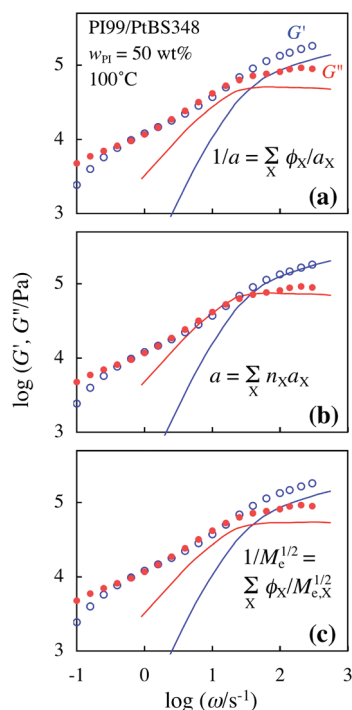 PI99/PtBS348
w_PI = 50 wt%
100°C
G'
G"
5
4
3
1/a = Σ_X ϕ_X/a_X
(a)
log (G', G"/Pa)
5
4
3
a = Σ_X n_X a_X
(b)
5
4
3
1/M_e^1/2 =
Σ_X ϕ_X/M_e,X^1/2
(c)
-1 0 1 2 3
log (ω/s⁻¹)